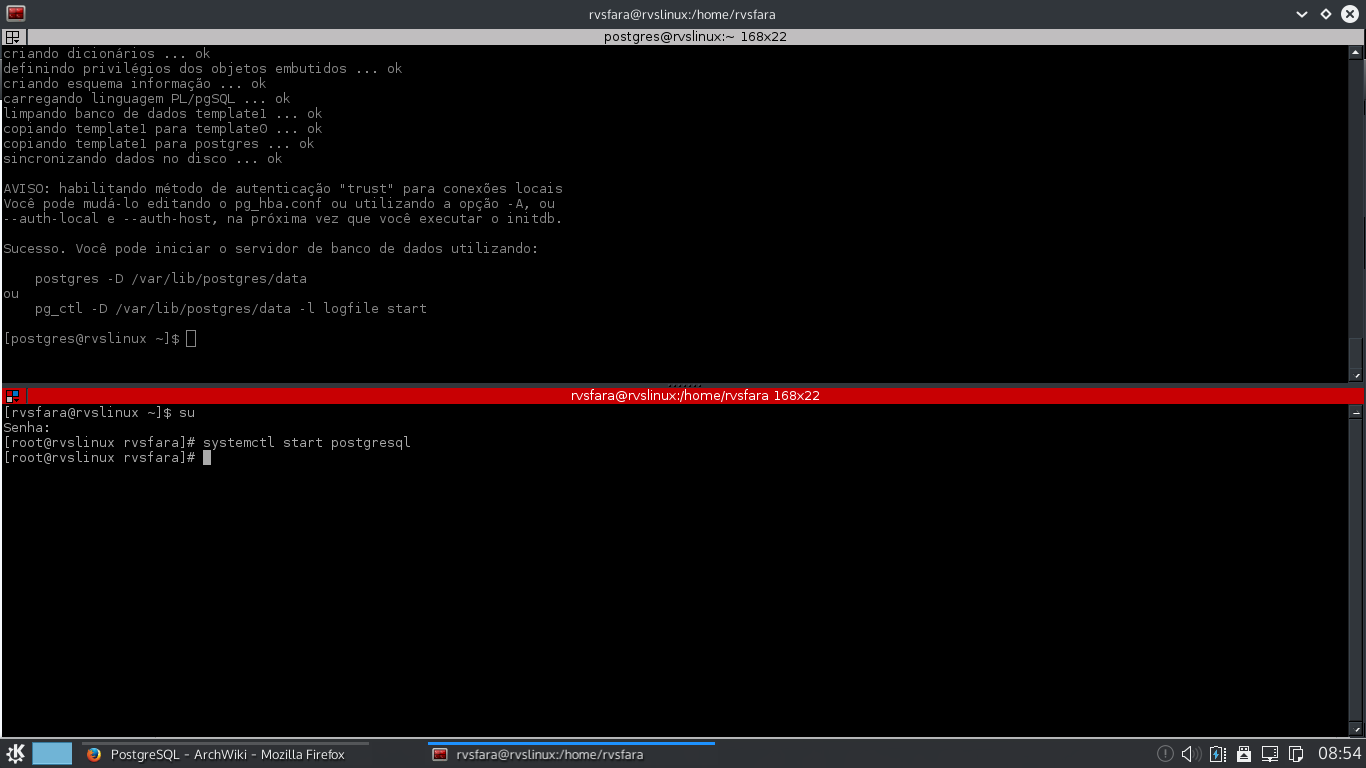 rvsfara@rvslinux:/home/rvsfara
postgres@rvslinux:~ 168x22
criando dicionários ... ok
definindo privilégios dos objetos embutidos ... ok
criando esquema informação ... ok
carregando linguagem PL/pgSQL ... ok
limpando banco de dados template1 ... ok
copiando template1 para template0 ... ok
copiando template1 para postgres ... ok
sincronizando dados no disco ... ok
AVISO: habilitando método de autenticação "trust" para conexões locais
Você pode mudá-lo editando o pg_hba.conf ou utilizando a opção -A, ou
--auth-local e --auth-host, na próxima vez que você executar o initdb.
Sucesso. Você pode iniciar o servidor de banco de dados utilizando:
postgres -D /var/lib/postgres/data
ou
pg_ctl -D /var/lib/postgres/data -l logfile start
[postgres@rvslinux ~]$
rvsfara@rvslinux:/home/rvsfara 168x22
[rvsfara@rvslinux ~]$ su
Senha:
[root@rvslinux rvsfara]# systemctl start postgresql
[root@rvslinux rvsfara]#
PostgreSQL - ArchWiki - Mozilla Firefox
rvsfara@rvslinux:/home/rvsfara
08:54